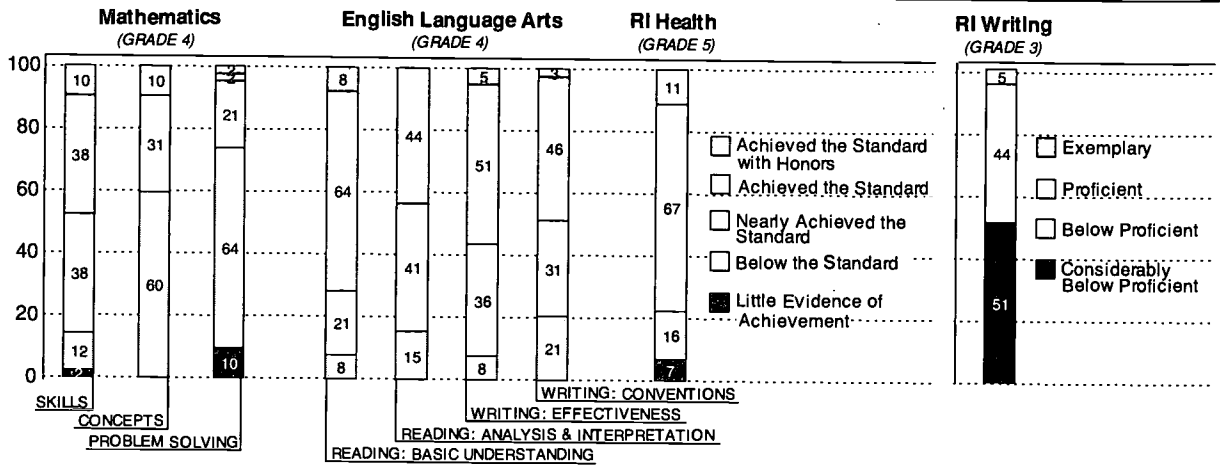 Mathematics
(GRADE 4)
English Language Arts
(GRADE 4)
RI Health
(GRADE 5)
RI Writing
(GRADE 3)
100
80
60
40
20
0
10
38
38
12
2
10
31
60
2
2
21
64
10
8
64
21
8
44
41
15
5
51
36
8
3
46
31
21
11
67
16
7
Achieved the Standard
with Honors
Achieved the Standard
Nearly Achieved the
Standard
Below the Standard
Little Evidence of
Achievement
5
44
51
Exemplary
Proficient
Below Proficient
Considerably
Below Proficient
SKILLS
CONCEPTS
PROBLEM SOLVING
WRITING: CONVENTIONS
WRITING: EFFECTIVENESS
READING: ANALYSIS & INTERPRETATION
READING: BASIC UNDERSTANDING